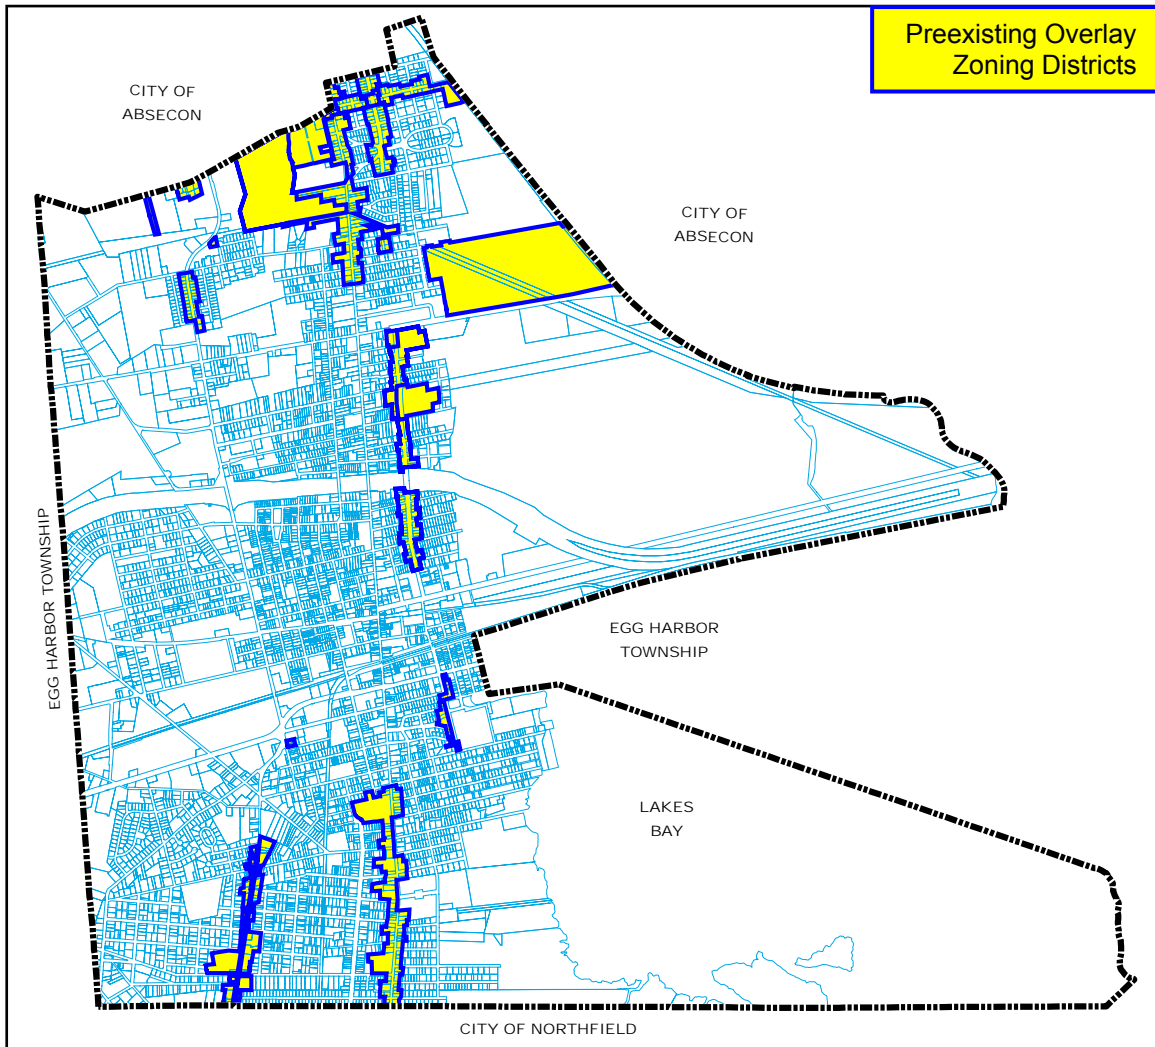 Preexisting Overlay
Zoning Districts
CITY OF
ABSECON
CITY OF
ABSECON
EGG HARBOR TOWNSHIP
EGG HARBOR
TOWNSHIP
LAKES
BAY
CITY OF NORTHFIELD